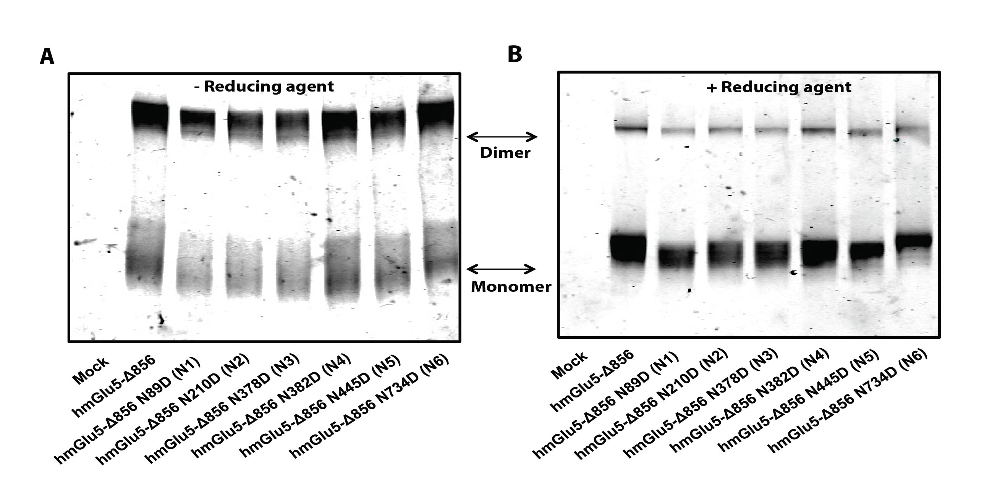 A
B
- Reducing agent
+ Reducing agent
Dimer
Monomer
Mock
hmGlu5-Δ856
hmGlu5-Δ856 N89D (N1)
hmGlu5-Δ856 N210D (N2)
hmGlu5-Δ856 N378D (N3)
hmGlu5-Δ856 N382D (N4)
hmGlu5-Δ856 N445D (N5)
hmGlu5-Δ856 N734D (N6)
Mock
hmGlu5-Δ856
hmGlu5-Δ856 N89D (N1)
hmGlu5-Δ856 N210D (N2)
hmGlu5-Δ856 N378D (N3)
hmGlu5-Δ856 N382D (N4)
hmGlu5-Δ856 N445D (N5)
hmGlu5-Δ856 N734D (N6)